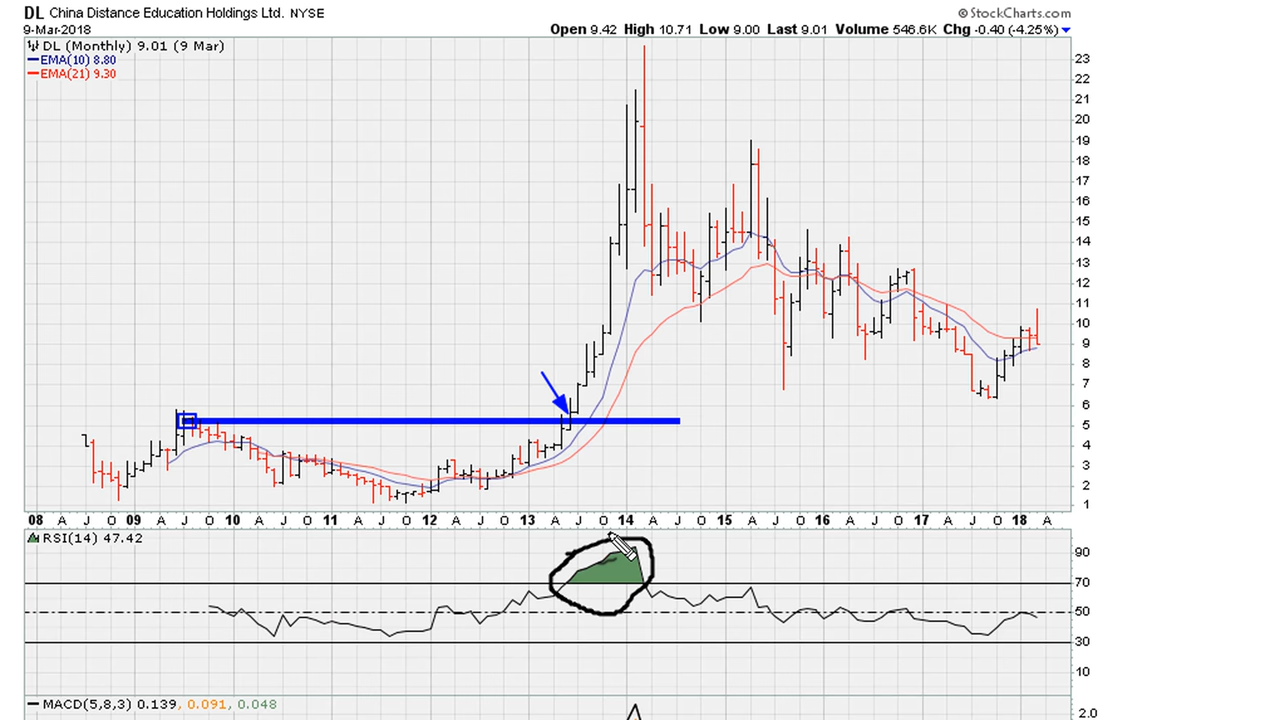 DL China Distance Education Holdings Ltd. NYSE
© StockCharts.com
9-Mar-2018
Open 9.42 High 10.71 Low 9.00 Last 9.01 Volume 546.6K Chg -0.40 (-4.25%)
DL (Monthly) 9.01 (9 Mar)
EMA(10) 8.80
EMA(21) 9.30
23
22
21
20
19
18
17
16
15
14
13
12
11
10
9
8
7
6
5
4
3
2
1
08 A J O 09 A J O 10 A J O 11 A J O 12 A J O 13 A J O 14 A J O 15 A J O 16 A J O 17 A J O 18 A
RSI(14) 47.42
90
70
50
30
10
MACD(5,8,3) 0.139, 0.091, 0.048
2.0